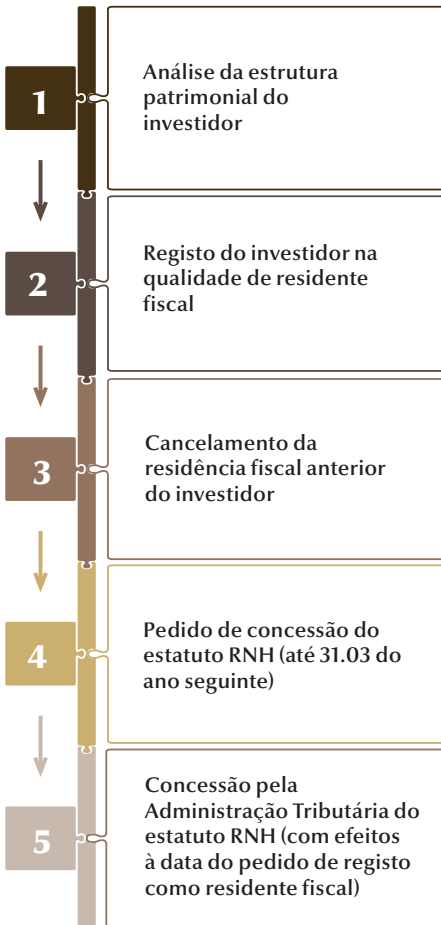 1
Análise da estrutura
patrimonial do
investidor
2
Registo do investidor na
qualidade de residente
fiscal
3
Cancelamento da
residência fiscal anterior
do investidor
4
Pedido de concessão do
estatuto RNH (até 31.03 do
ano seguinte)
5
Concessão pela
Administração Tributária do
estatuto RNH (com efeitos
à data do pedido de registo
como residente fiscal)